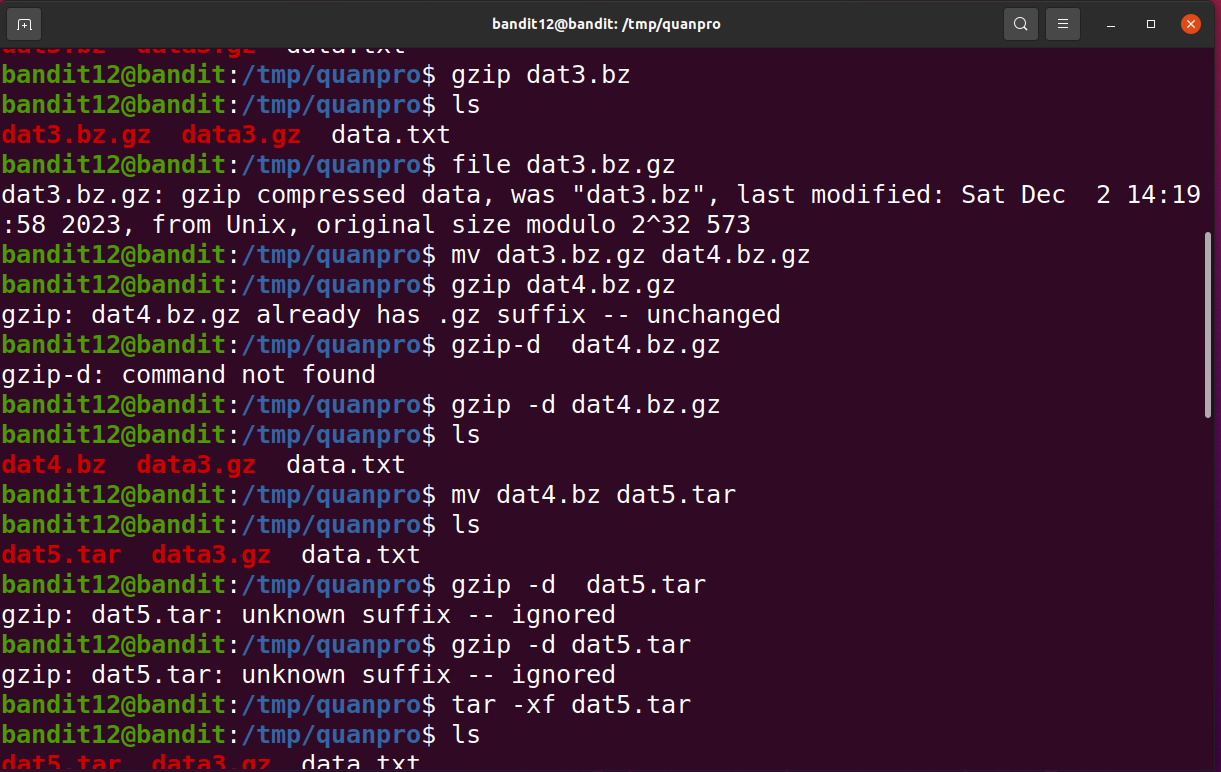 bandit12@bandit: /tmp/quanpro
dat3.bz  data3.gz  data.txt
bandit12@bandit:/tmp/quanpro$ gzip dat3.bz
bandit12@bandit:/tmp/quanpro$ ls
dat3.bz.gz  data3.gz  data.txt
bandit12@bandit:/tmp/quanpro$ file dat3.bz.gz
dat3.bz.gz: gzip compressed data, was "dat3.bz", last modified: Sat Dec  2 14:19
:58 2023, from Unix, original size modulo 2^32 573
bandit12@bandit:/tmp/quanpro$ mv dat3.bz.gz dat4.bz.gz
bandit12@bandit:/tmp/quanpro$ gzip dat4.bz.gz
gzip: dat4.bz.gz already has .gz suffix -- unchanged
bandit12@bandit:/tmp/quanpro$ gzip-d  dat4.bz.gz
gzip-d: command not found
bandit12@bandit:/tmp/quanpro$ gzip -d dat4.bz.gz
bandit12@bandit:/tmp/quanpro$ ls
dat4.bz  data3.gz  data.txt
bandit12@bandit:/tmp/quanpro$ mv dat4.bz dat5.tar
bandit12@bandit:/tmp/quanpro$ ls
dat5.tar  data3.gz  data.txt
bandit12@bandit:/tmp/quanpro$ gzip -d  dat5.tar
gzip: dat5.tar: unknown suffix -- ignored
bandit12@bandit:/tmp/quanpro$ gzip -d dat5.tar
gzip: dat5.tar: unknown suffix -- ignored
bandit12@bandit:/tmp/quanpro$ tar -xf dat5.tar
bandit12@bandit:/tmp/quanpro$ ls
dat5.tar  data3.gz  data.txt